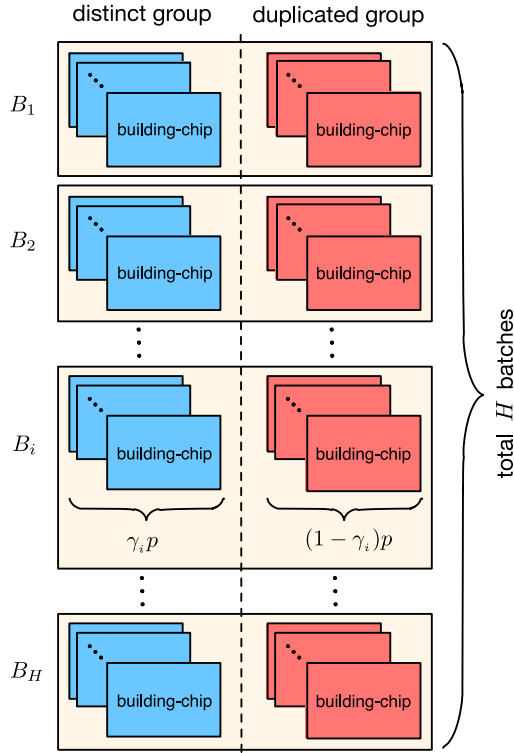 distinct group duplicated group
B₁ building-chip building-chip
B₂ building-chip building-chip
Bᵢ building-chip building-chip
γᵢp (1 − γᵢ)p
B_H building-chip building-chip
total H batches